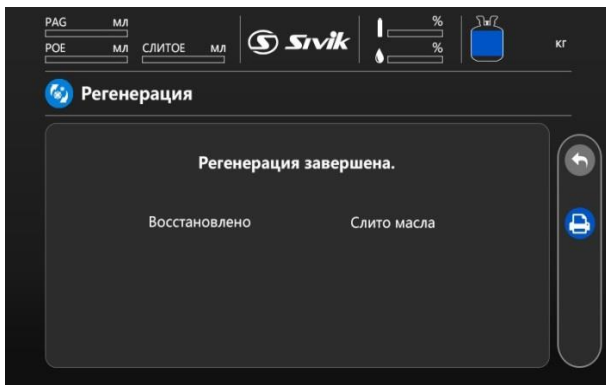 PAG мл
POE мл СЛИТОЕ мл
Sivik
%
%
кг
Регенерация
Регенерация завершена.
Восстановлено Слито масла